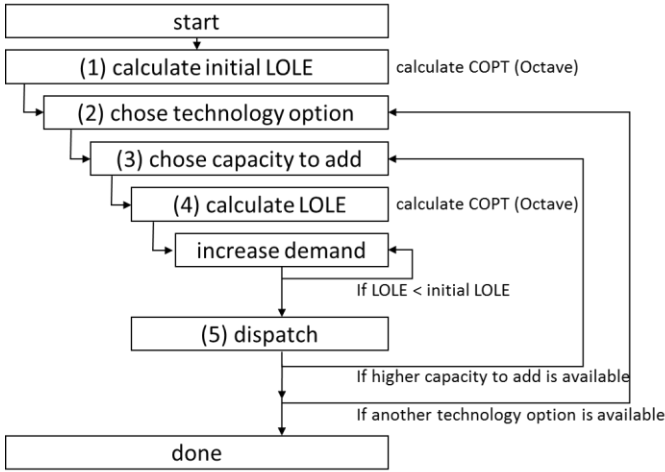 start
(1) calculate initial LOLE
calculate COPT (Octave)
(2) chose technology option
(3) chose capacity to add
(4) calculate LOLE
calculate COPT (Octave)
increase demand
If LOLE < initial LOLE
(5) dispatch
If higher capacity to add is available
If another technology option is available
done